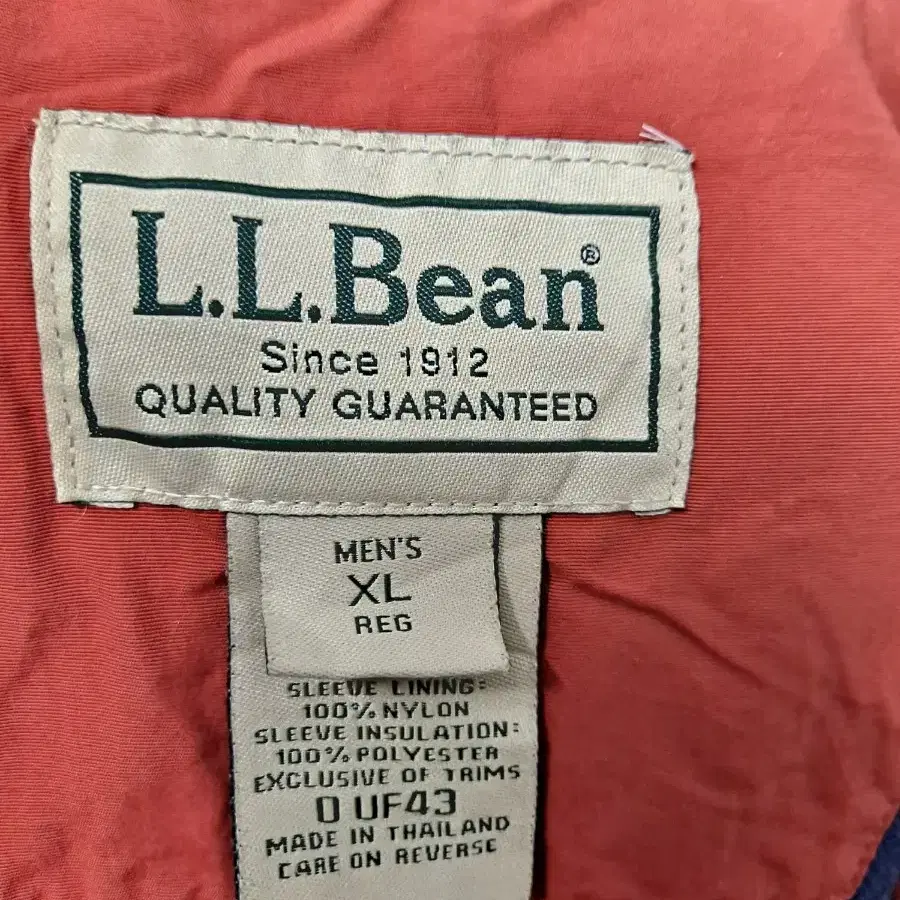 L.L.Bean®
Since 1912
QUALITY GUARANTEED
MEN'S
XL
REG
SLEEVE LINING:
100% NYLON
SLEEVE INSULATION:
100% POLYESTER
EXCLUSIVE OF TRIMS
0 UF43
MADE IN THAILAND
CARE ON REVERSE